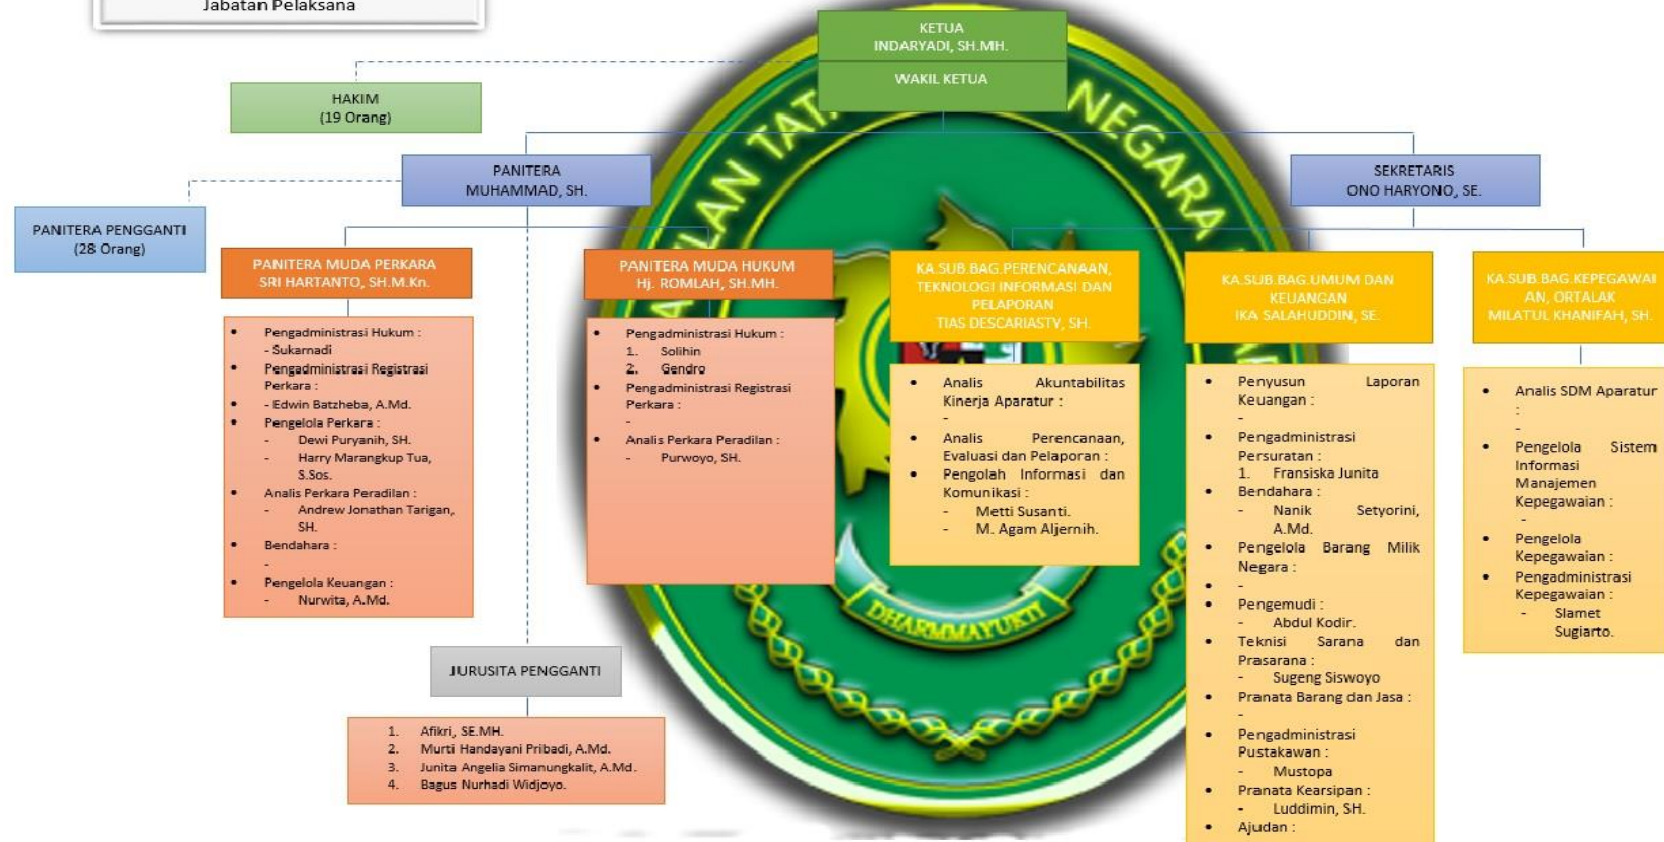 Jabatan Pelaksana
KETUA
INDARYADI, SH.MH.
WAKIL KETUA
HAKIM
(19 Orang)
PANITERA
MUHAMMAD, SH.
SEKRETARIS
ONO HARYONO, SE.
PANITERA PENGGANTI
(28 Orang)
PANITERA MUDA PERKARA
SRI HARTANTO, SH.M.Kn.
PANITERA MUDA HUKUM
Hj. ROMLAH, SH.MH.
KA.SUB.BAG.PERENCANAAN,
TEKNOLOGI INFORMASI DAN
PELAPORAN
TIAS DESCARIASTY, SH.
KA.SUB.BAG.UMUM DAN
KEUANGAN
IKA SALAHUDDIN, SE.
KA.SUB.BAG.KEPEGAWAI
AN, ORTALAK
MILATUL KHANIFAH, SH.
• Pengadministrasi Hukum :
- Sukarnadi
• Pengadministrasi Registrasi
Perkara :
• - Edwin Batzheba, A.Md.
• Pengelola Perkara :
- Dewi Puryanih, SH.
- Harry Marangkup Tua,
S.Sos.
• Analis Perkara Peradilan :
- Andrew Jonathan Tarigan,
SH.
• Bendahara :
-
• Pengelola Keuangan :
- Nurwita, A.Md.
• Pengadministrasi Hukum :
1. Solihin
2. Gendro
• Pengadministrasi Registrasi
Perkara :
-
• Analis Perkara Peradilan :
- Purwoyo, SH.
• Analis Akuntabilitas
Kinerja Aparatur :
-
• Analis Perencanaan,
Evaluasi dan Pelaporan :
• Pengolah Informasi dan
Komunikasi :
- Metti Susanti.
- M. Agam Aljernih.
• Penyusun Laporan
Keuangan :
-
• Pengadministrasi
Persuratan :
1. Fransiska Junita
• Bendahara :
- Nanik Setyorini,
A.Md.
• Pengelola Barang Milik
Negara :
• -
• Pengemudi :
- Abdul Kodir.
• Teknisi Sarana dan
Prasarana :
- Sugeng Siswoyo
• Pranata Barang dan Jasa :
-
• Pengadministrasi
Pustakawan :
- Mustopa
• Pranata Kearsipan :
- Luddimin, SH.
• Ajudan :
• Analis SDM Aparatur
:
-
• Pengelola Sistem
Informasi
Manajemen
Kepegawaian :
-
• Pengelola
Kepegawaian :
• Pengadministrasi
Kepegawaian :
- Slamet
Sugiarto.
JURUSITA PENGGANTI
1. Afikri, SE.MH.
2. Murti Handayani Pribadi, A.Md.
3. Junita Angelia Simanungkalit, A.Md.
4. Bagus Nurhadi Widjoyo.
NEGARA
DHARMMAYUKTI